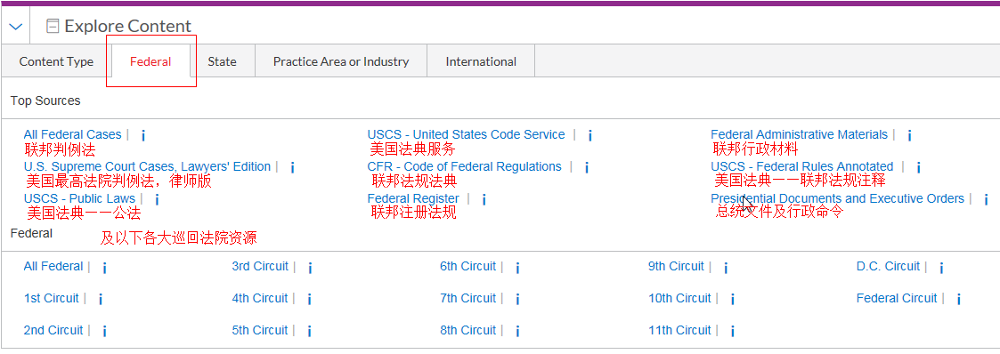 Explore Content
Content Type Federal State Practice Area or Industry International
Top Sources
All Federal Cases | i USCS - United States Code Service | i Federal Administrative Materials | i
联邦判例法 美国法典服务 联邦行政材料
U.S. Supreme Court Cases, Lawyers' Edition | i CFR - Code of Federal Regulations | i USCS - Federal Rules Annotated | i
美国最高法院判例法，律师版 联邦法规法典 美国法典——联邦法规注释
USCS - Public Laws | i Federal Register | i Presidential Documents and Executive Orders | i
美国法典——公法 联邦注册法规 总统文件及行政命令
Federal 及以下各大巡回法院资源
All Federal | i 3rd Circuit | i 6th Circuit | i 9th Circuit | i D.C. Circuit | i
1st Circuit | i 4th Circuit | i 7th Circuit | i 10th Circuit | i Federal Circuit | i
2nd Circuit | i 5th Circuit | i 8th Circuit | i 11th Circuit | i